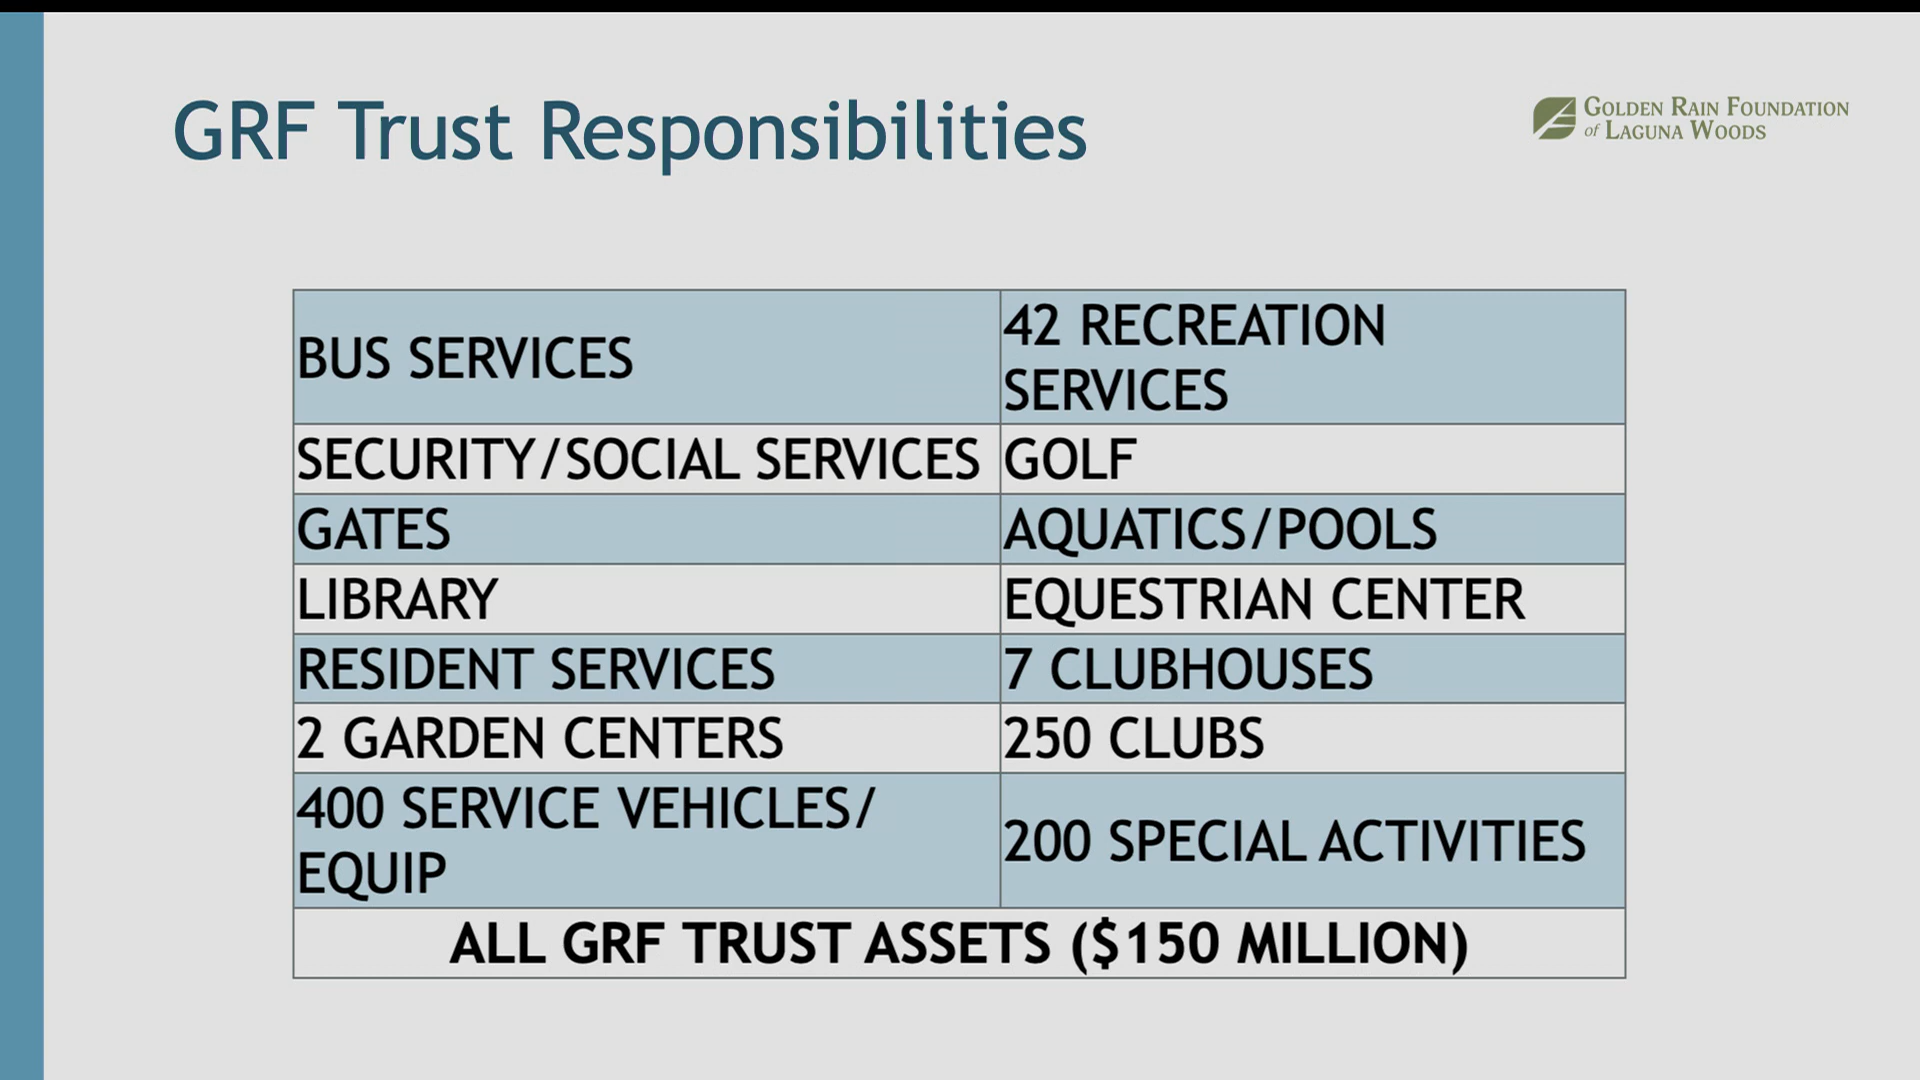 GRF Trust Responsibilities
GOLDEN RAIN FOUNDATION
of LAGUNA WOODS
BUS SERVICES
42 RECREATION
SERVICES
SECURITY/SOCIAL SERVICES
GOLF
GATES
AQUATICS/POOLS
LIBRARY
EQUESTRIAN CENTER
RESIDENT SERVICES
7 CLUBHOUSES
2 GARDEN CENTERS
250 CLUBS
400 SERVICE VEHICLES/
EQUIP
200 SPECIAL ACTIVITIES
ALL GRF TRUST ASSETS ($150 MILLION)